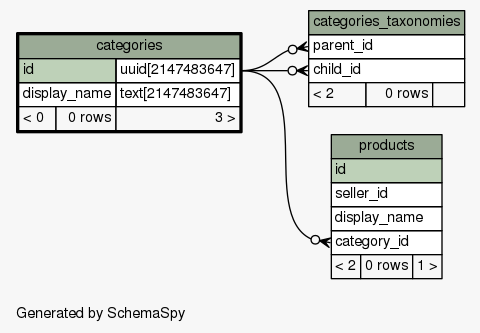 categories
id uuid[2147483647]
display_name text[2147483647]
< 0 0 rows 3 >
categories_taxonomies
parent_id
child_id
< 2 0 rows
products
id
seller_id
display_name
category_id
< 2 0 rows 1 >
Generated by SchemaSpy